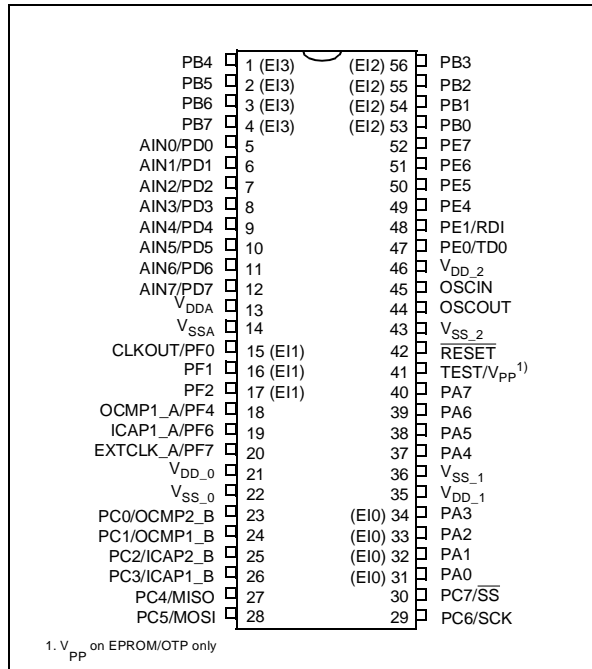 PB4 1 (EI3) (EI2) 56 PB3
PB5 2 (EI3) (EI2) 55 PB2
PB6 3 (EI3) (EI2) 54 PB1
PB7 4 (EI3) (EI2) 53 PB0
AIN0/PD0 5 52 PE7
AIN1/PD1 6 51 PE6
AIN2/PD2 7 50 PE5
AIN3/PD3 8 49 PE4
AIN4/PD4 9 48 PE1/RDI
AIN5/PD5 10 47 PE0/TD0
AIN6/PD6 11 46 VDD_2
AIN7/PD7 12 45 OSCIN
VDDA 13 44 OSCOUT
VSSA 14 43 VSS_2
CLKOUT/PF0 15 (EI1) 42 RESET
PF1 16 (EI1) 41 TEST/VPP1)
PF2 17 (EI1) 40 PA7
OCMP1_A/PF4 18 39 PA6
ICAP1_A/PF6 19 38 PA5
EXTCLK_A/PF7 20 37 PA4
VDD_0 21 36 VSS_1
VSS_0 22 35 VDD_1
PC0/OCMP2_B 23 (EI0) 34 PA3
PC1/OCMP1_B 24 (EI0) 33 PA2
PC2/ICAP2_B 25 (EI0) 32 PA1
PC3/ICAP1_B 26 (EI0) 31 PA0
PC4/MISO 27 30 PC7/SS
PC5/MOSI 28 29 PC6/SCK
1. VPP on EPROM/OTP only